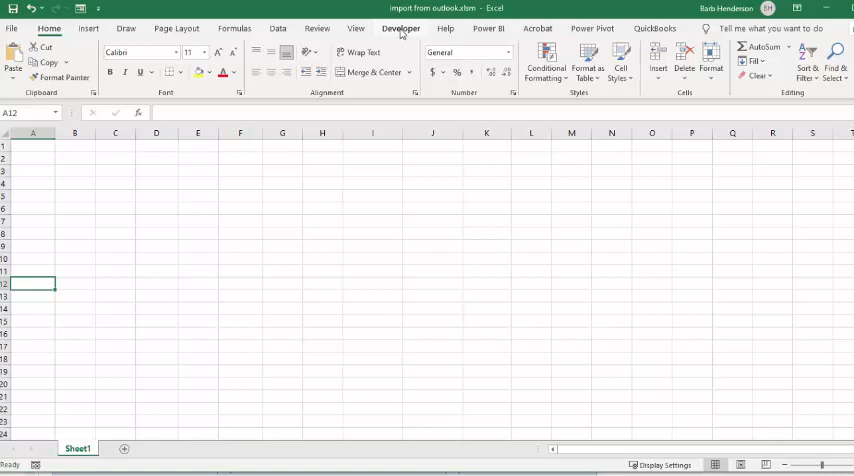 import from outlook.xlsm - Excel
Barb Henderson
BH
File Home Insert Draw Page Layout Formulas Data Review View Developer Help Power BI Acrobat Power Pivot QuickBooks Tell me what you want to do
Paste
Cut
Copy
Format Painter
Clipboard
Calibri 11
B I U
Font
Wrap Text
Merge & Center
Alignment
General
$ % ,
Number
Conditional Formatting
Format as Table
Cell Styles
Styles
Insert Delete Format
Cells
AutoSum
Fill
Clear
Sort & Filter
Find & Select
Editing
A12
fx
A B C D E F G H I J K L M N O P Q R S T
1
2
3
4
5
6
7
8
9
10
11
12
13
14
15
16
17
18
19
20
21
22
23
24
Sheet1
Ready
Display Settings